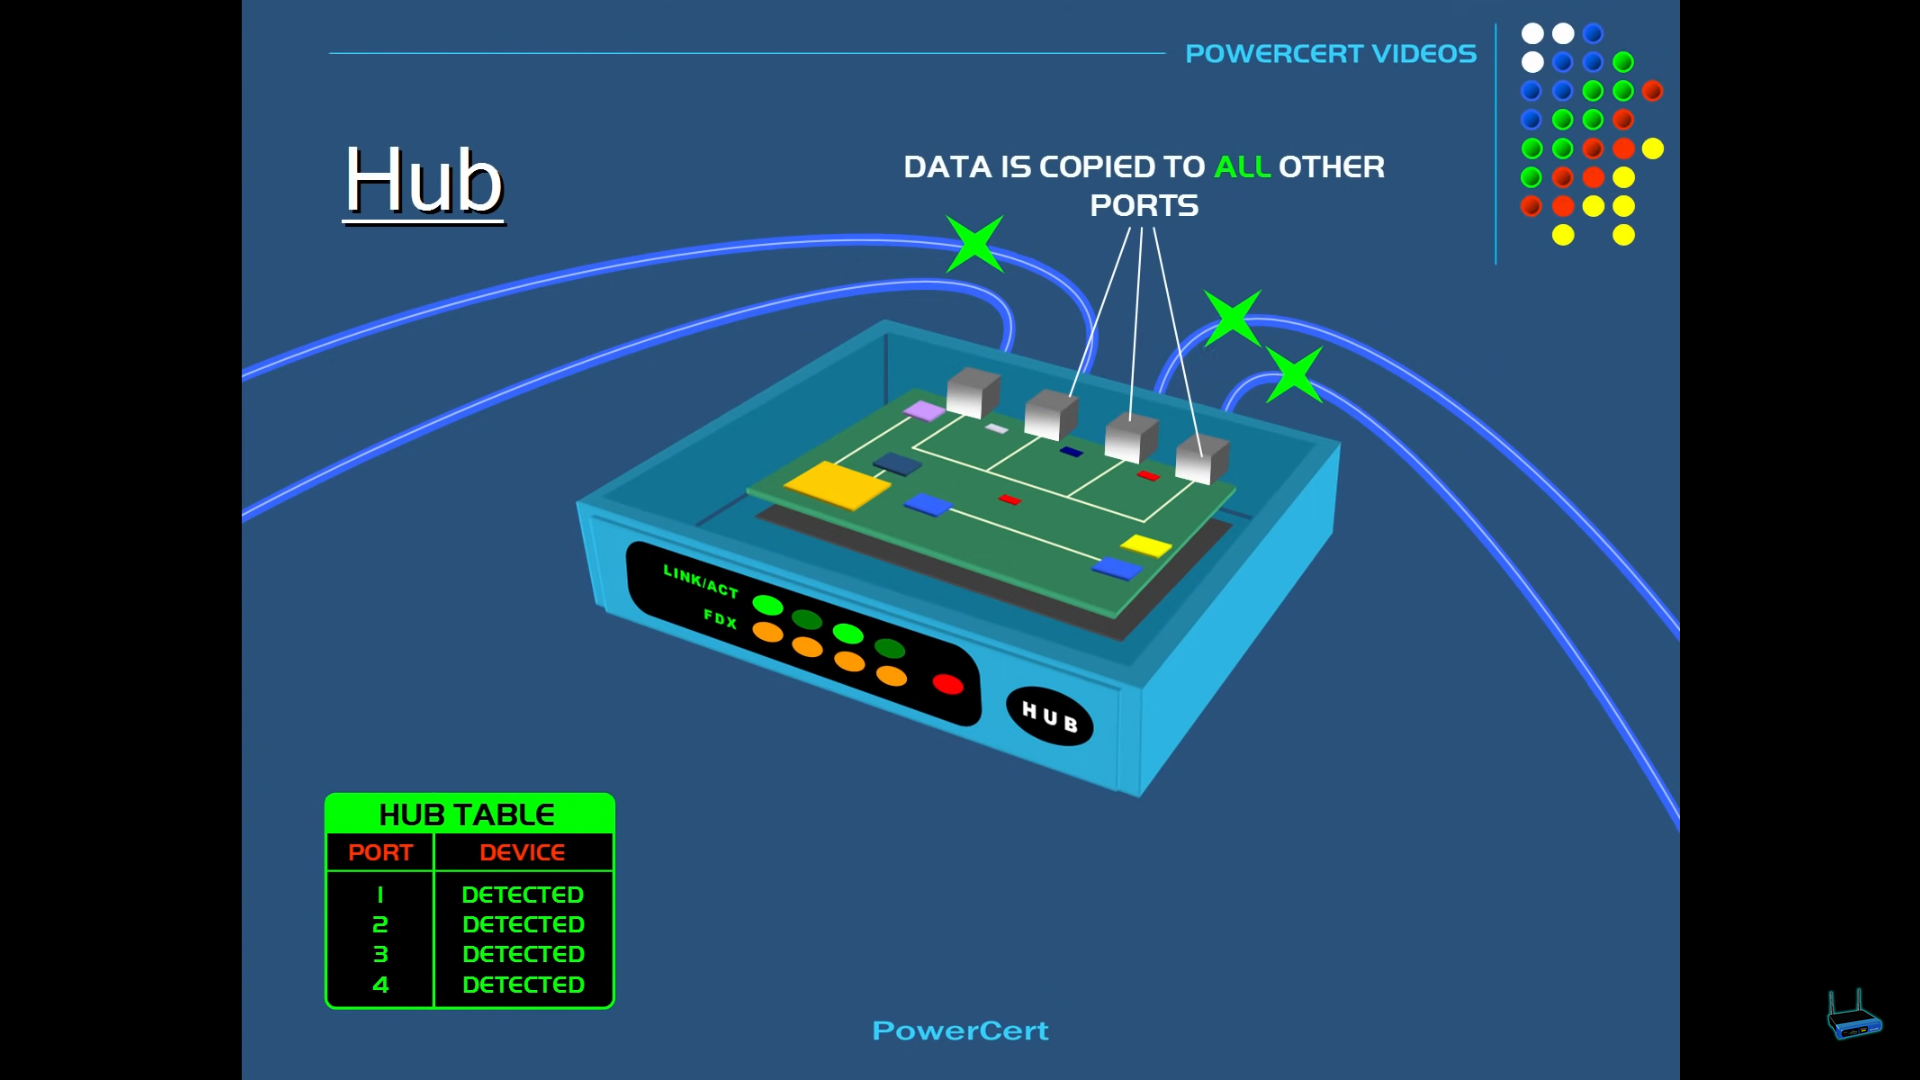 POWERCERT VIDEOS
Hub
DATA IS COPIED TO ALL OTHER
PORTS
LINK/ACT
FDX
HUB
HUB TABLE
PORT DEVICE
1 DETECTED
2 DETECTED
3 DETECTED
4 DETECTED
PowerCert